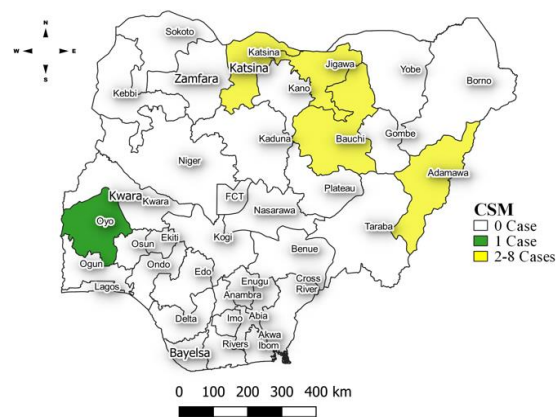 N
W E
S
Sokoto
Katsina
Katsina
Jigawa
Yobe
Borno
Zamfara
Kebbi
Kano
Kaduna
Bauchi
Gombe
Niger
Adamawa
Plateau
Kwara
Kwara
FCT
Nasarawa
Taraba
Oyo
Osun
Ekiti
Kogi
Benue
Ogun
Ondo
Edo
Enugu
Cross
River
Lagos
Anambra
Delta
Imo
Abia
Bayelsa
Rivers
Akwa
Ibom
CSM
0 Case
1 Case
2-8 Cases
0 100 200 300 400 km